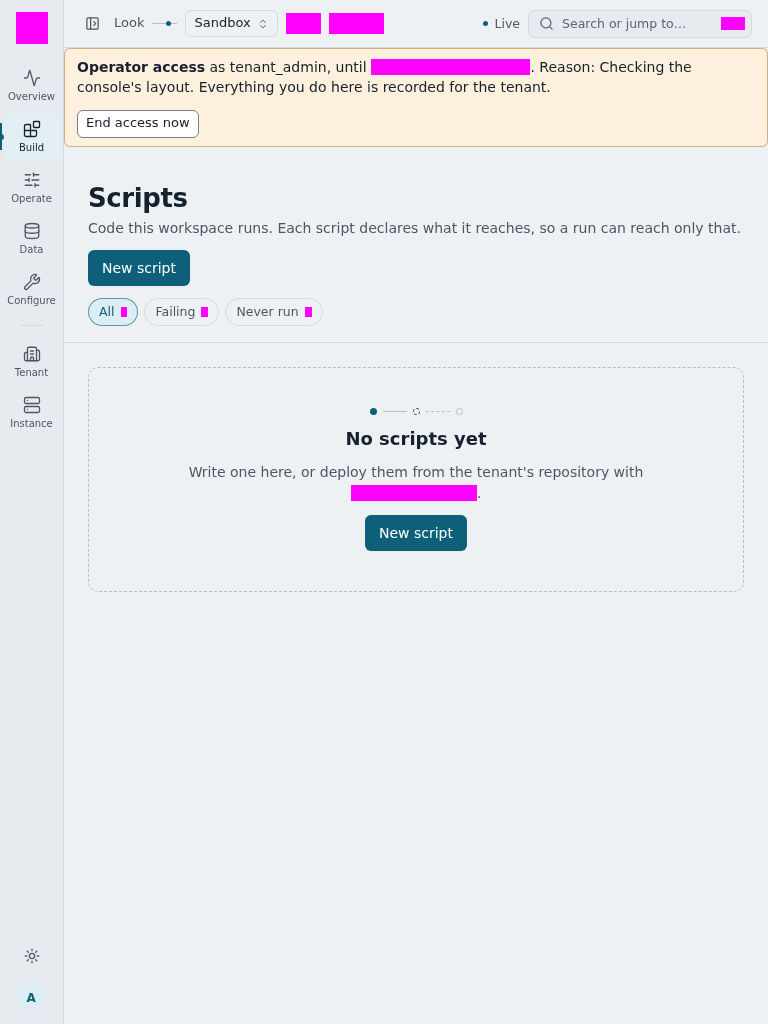 Look
Sandbox
Live
Search or jump to…
Overview
Build
Operate
Data
Configure
Tenant
Instance
A
Operator access as tenant_admin, until . Reason: Checking the
console's layout. Everything you do here is recorded for the tenant.
End access now
Scripts
Code this workspace runs. Each script declares what it reaches, so a run can reach only that.
New script
All
Failing
Never run
No scripts yet
Write one here, or deploy them from the tenant's repository with
.
New script